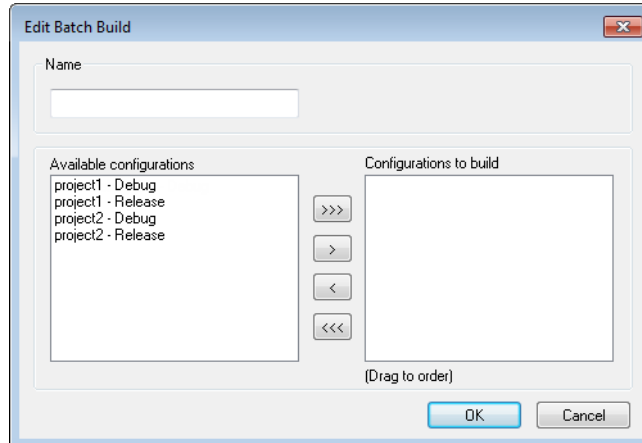 Edit Batch Build
Name
Available configurations
Configurations to build
project1 - Debug
project1 - Release
project2 - Debug
project2 - Release
>>>
>
<
<<<
(Drag to order)
OK
Cancel